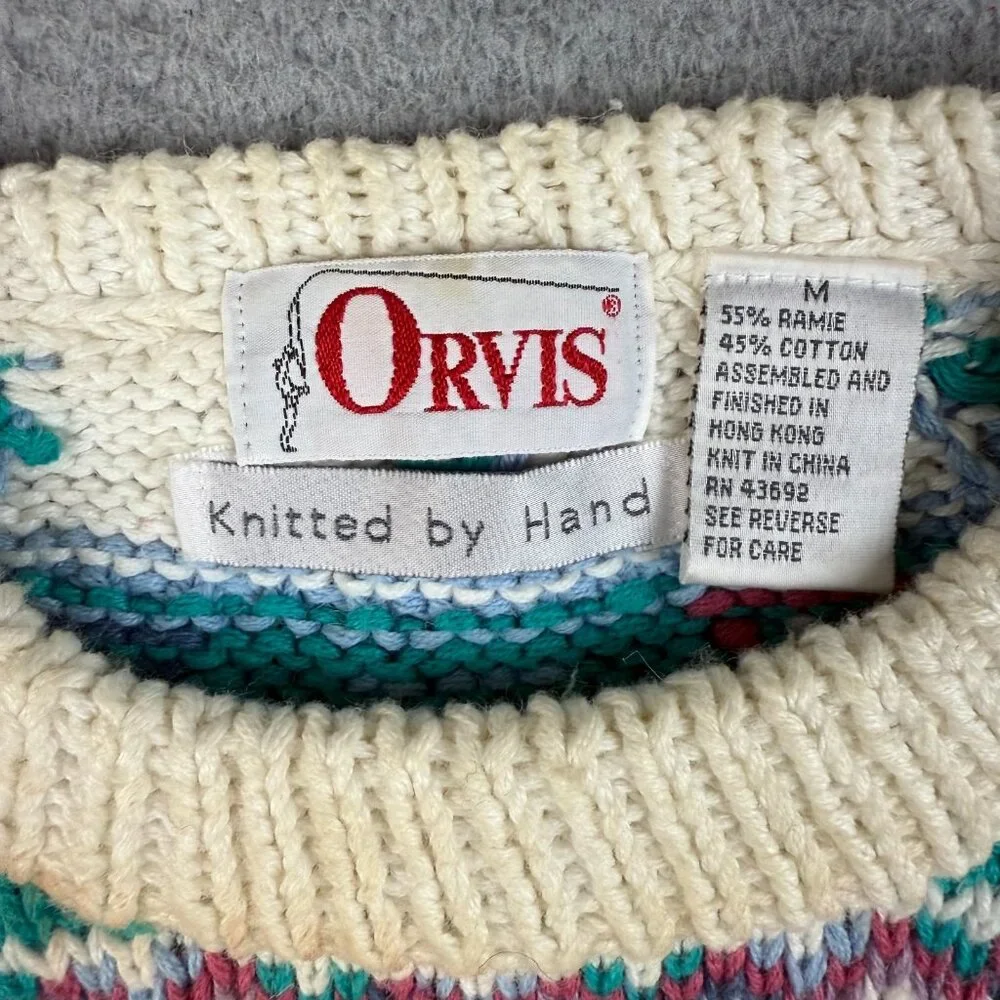 ORVIS®
Knitted by Hand
M
55% RAMIE
45% COTTON
ASSEMBLED AND
FINISHED IN
HONG KONG
KNIT IN CHINA
RN 43692
SEE REVERSE
FOR CARE